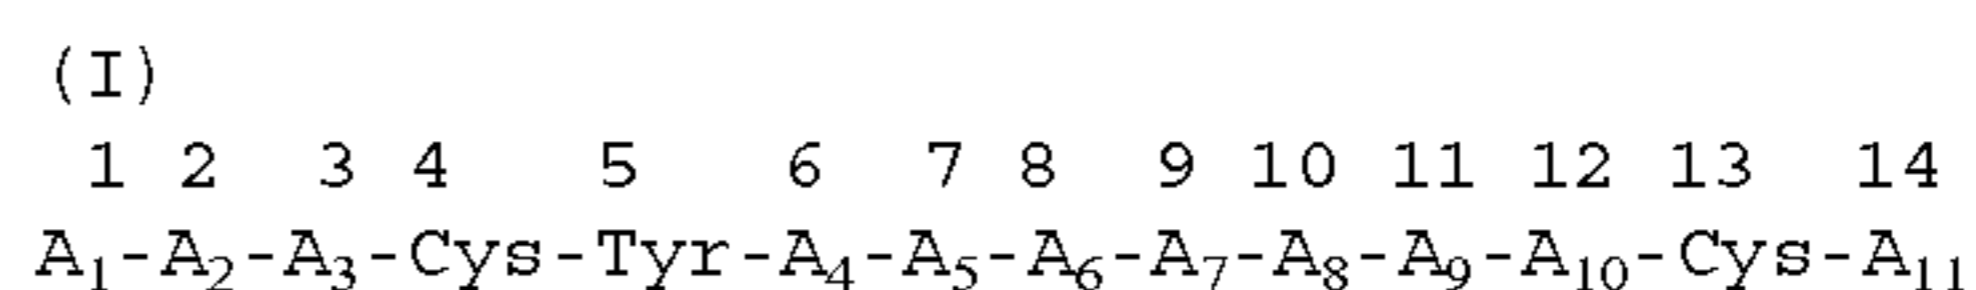 (I)
1 2 3 4 5 6 7 8 9 10 11 12 13 14
A₁-A₂-A₃-Cys-Tyr-A₄-A₅-A₆-A₇-A₈-A₉-A₁₀-Cys-A₁₁